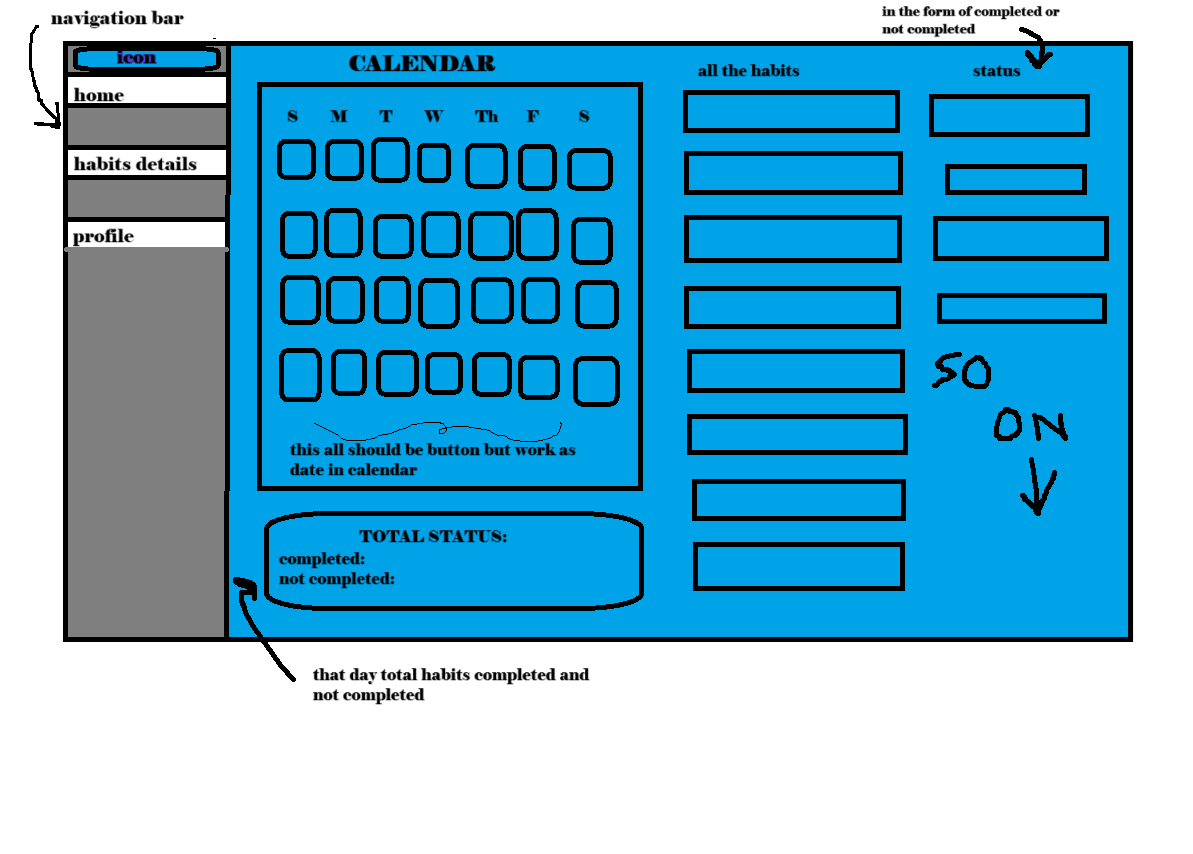 navigation bar
in the form of completed or
not completed
icon
home
habits details
profile
CALENDAR
S M T W Th F S
this all should be button but work as
date in calendar
TOTAL STATUS:
completed:
not completed:
all the habits
status
SO
ON
that day total habits completed and
not completed